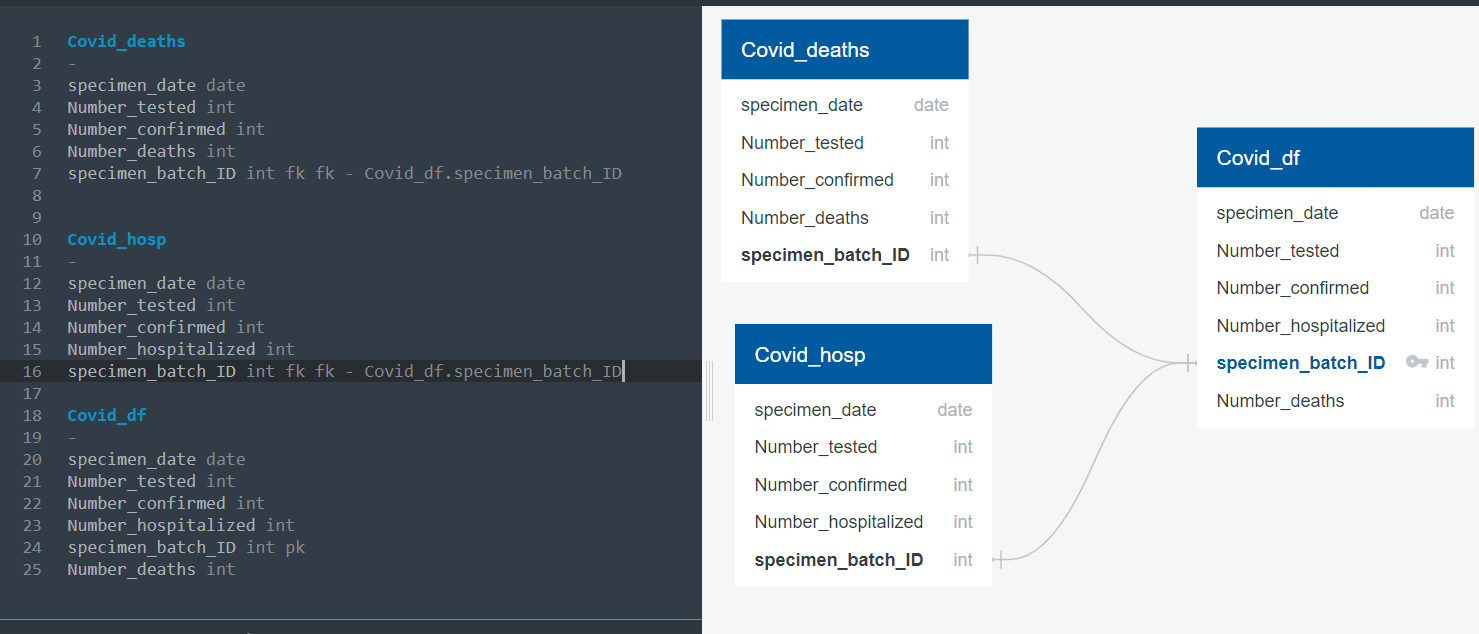 1 Covid_deaths
2 -
3 specimen_date date
4 Number_tested int
5 Number_confirmed int
6 Number_deaths int
7 specimen_batch_ID int fk fk - Covid_df.specimen_batch_ID
8
9
10 Covid_hosp
11 -
12 specimen_date date
13 Number_tested int
14 Number_confirmed int
15 Number_hospitalized int
16 specimen_batch_ID int fk fk - Covid_df.specimen_batch_ID
17
18 Covid_df
19 -
20 specimen_date date
21 Number_tested int
22 Number_confirmed int
23 Number_hospitalized int
24 specimen_batch_ID int pk
25 Number_deaths int
Covid_deaths
specimen_date date
Number_tested int
Number_confirmed int
Number_deaths int
specimen_batch_ID int
Covid_hosp
specimen_date date
Number_tested int
Number_confirmed int
Number_hospitalized int
specimen_batch_ID int
Covid_df
specimen_date date
Number_tested int
Number_confirmed int
Number_hospitalized int
specimen_batch_ID int
Number_deaths int